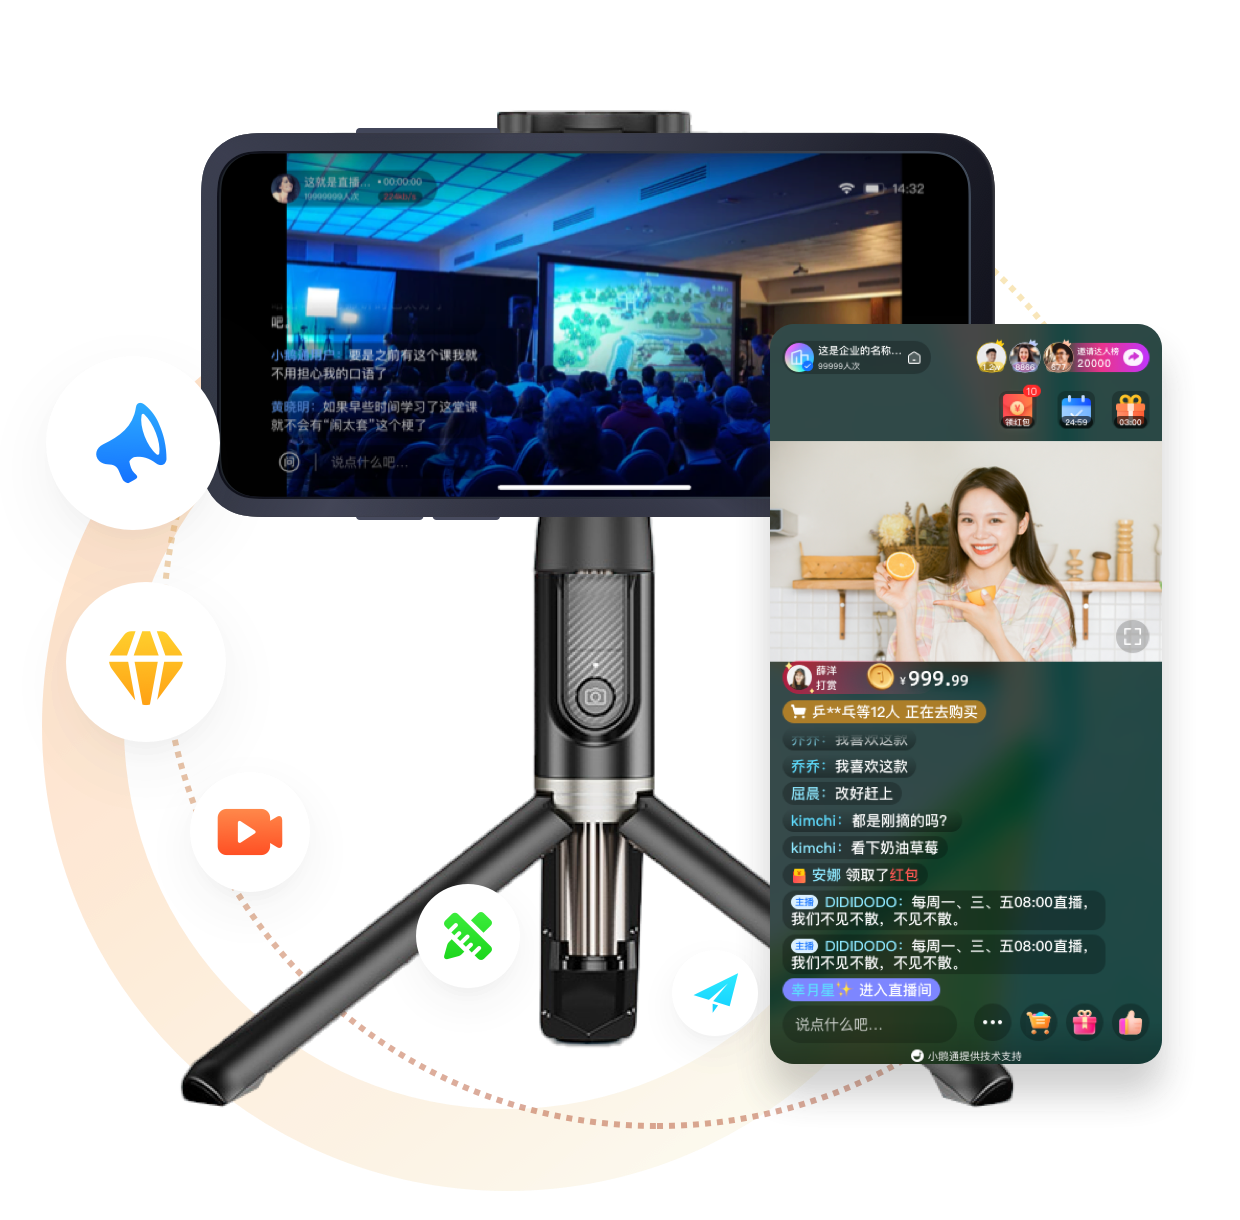 这就是直播... • 00:00:00
19999999人次 224kb/s
14:32
吧。
小鹅通用户：要是之前有这个课我就
不用担心我的口语了
黄晓明：如果早些时间学习了这堂课
就不会有“闹太套”这个梗了
问 | 说点什么吧...
这是企业的名称...
99999人次
1.2w 8866 677
邀请达人榜
20000
10
领红包 24:59 03:00
薛洋
打赏
¥999.99
乒**乓等12人 正在去购买
乔乔：我喜欢这款
乔乔：我喜欢这款
屈晨：改好赶上
kimchi：都是刚摘的吗?
kimchi：看下奶油草莓
安娜 领取了红包
主播 DIDIDODO：每周一、三、五08:00直播，
我们不见不散，不见不散。
主播 DIDIDODO：每周一、三、五08:00直播，
我们不见不散，不见不散。
幸月星✨ 进入直播间
说点什么吧...
小鹅通提供技术支持